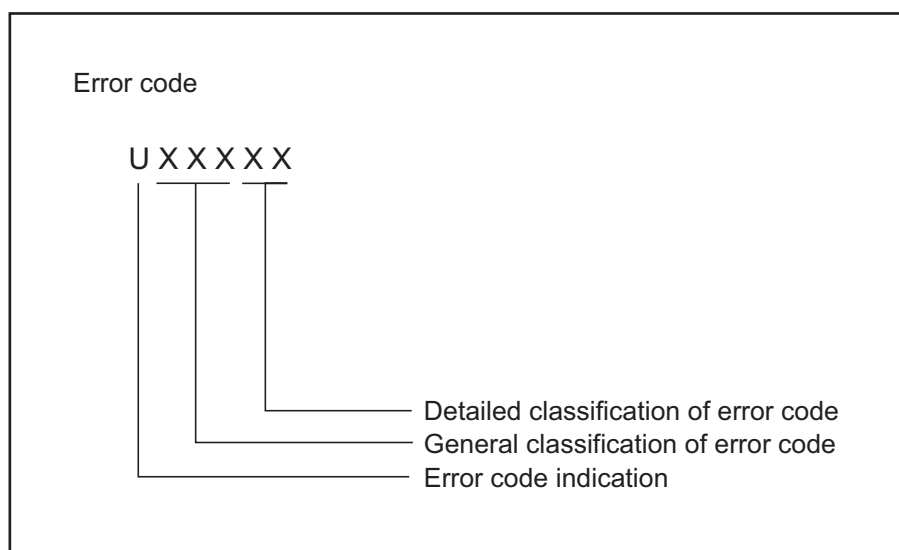 Error code
U X X X X X
Detailed classification of error code
General classification of error code
Error code indication